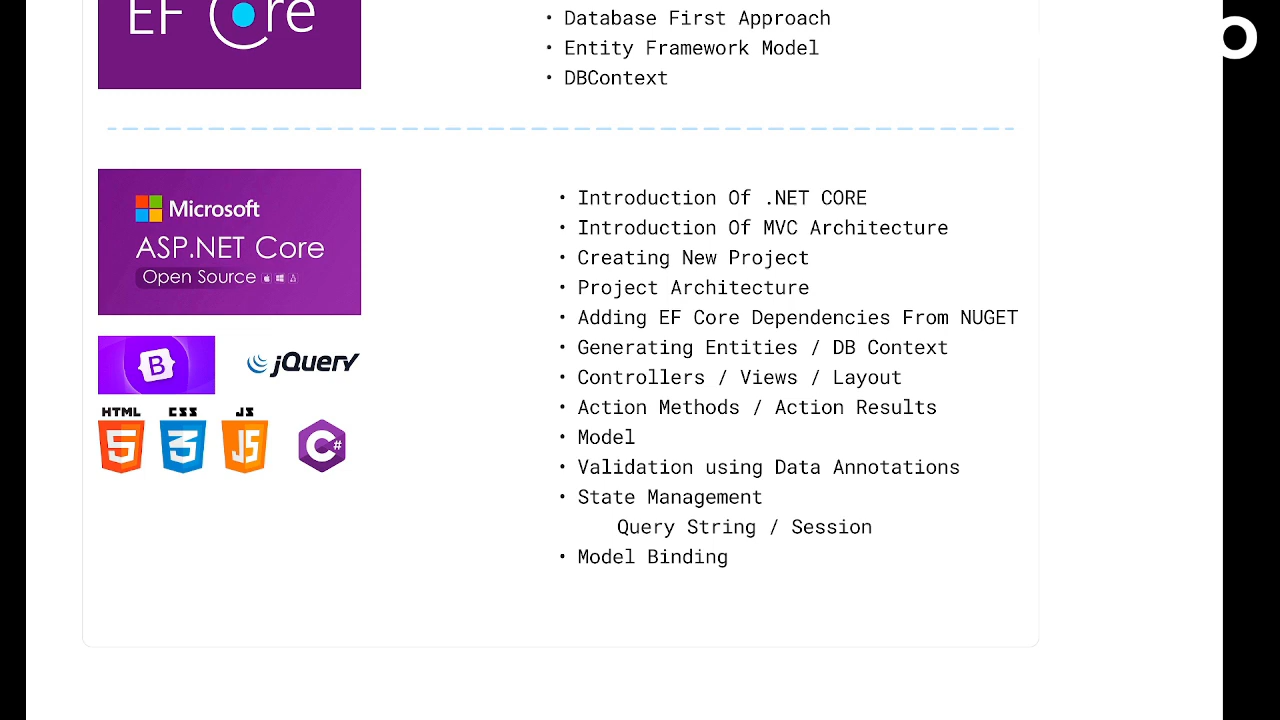 EF Core
• Database First Approach
• Entity Framework Model
• DBContext
Microsoft
ASP.NET Core
Open Source
B
jQuery
HTML
CSS
JS
5
3
JS
C#
• Introduction Of .NET CORE
• Introduction Of MVC Architecture
• Creating New Project
• Project Architecture
• Adding EF Core Dependencies From NUGET
• Generating Entities / DB Context
• Controllers / Views / Layout
• Action Methods / Action Results
• Model
• Validation using Data Annotations
• State Management
Query String / Session
• Model Binding